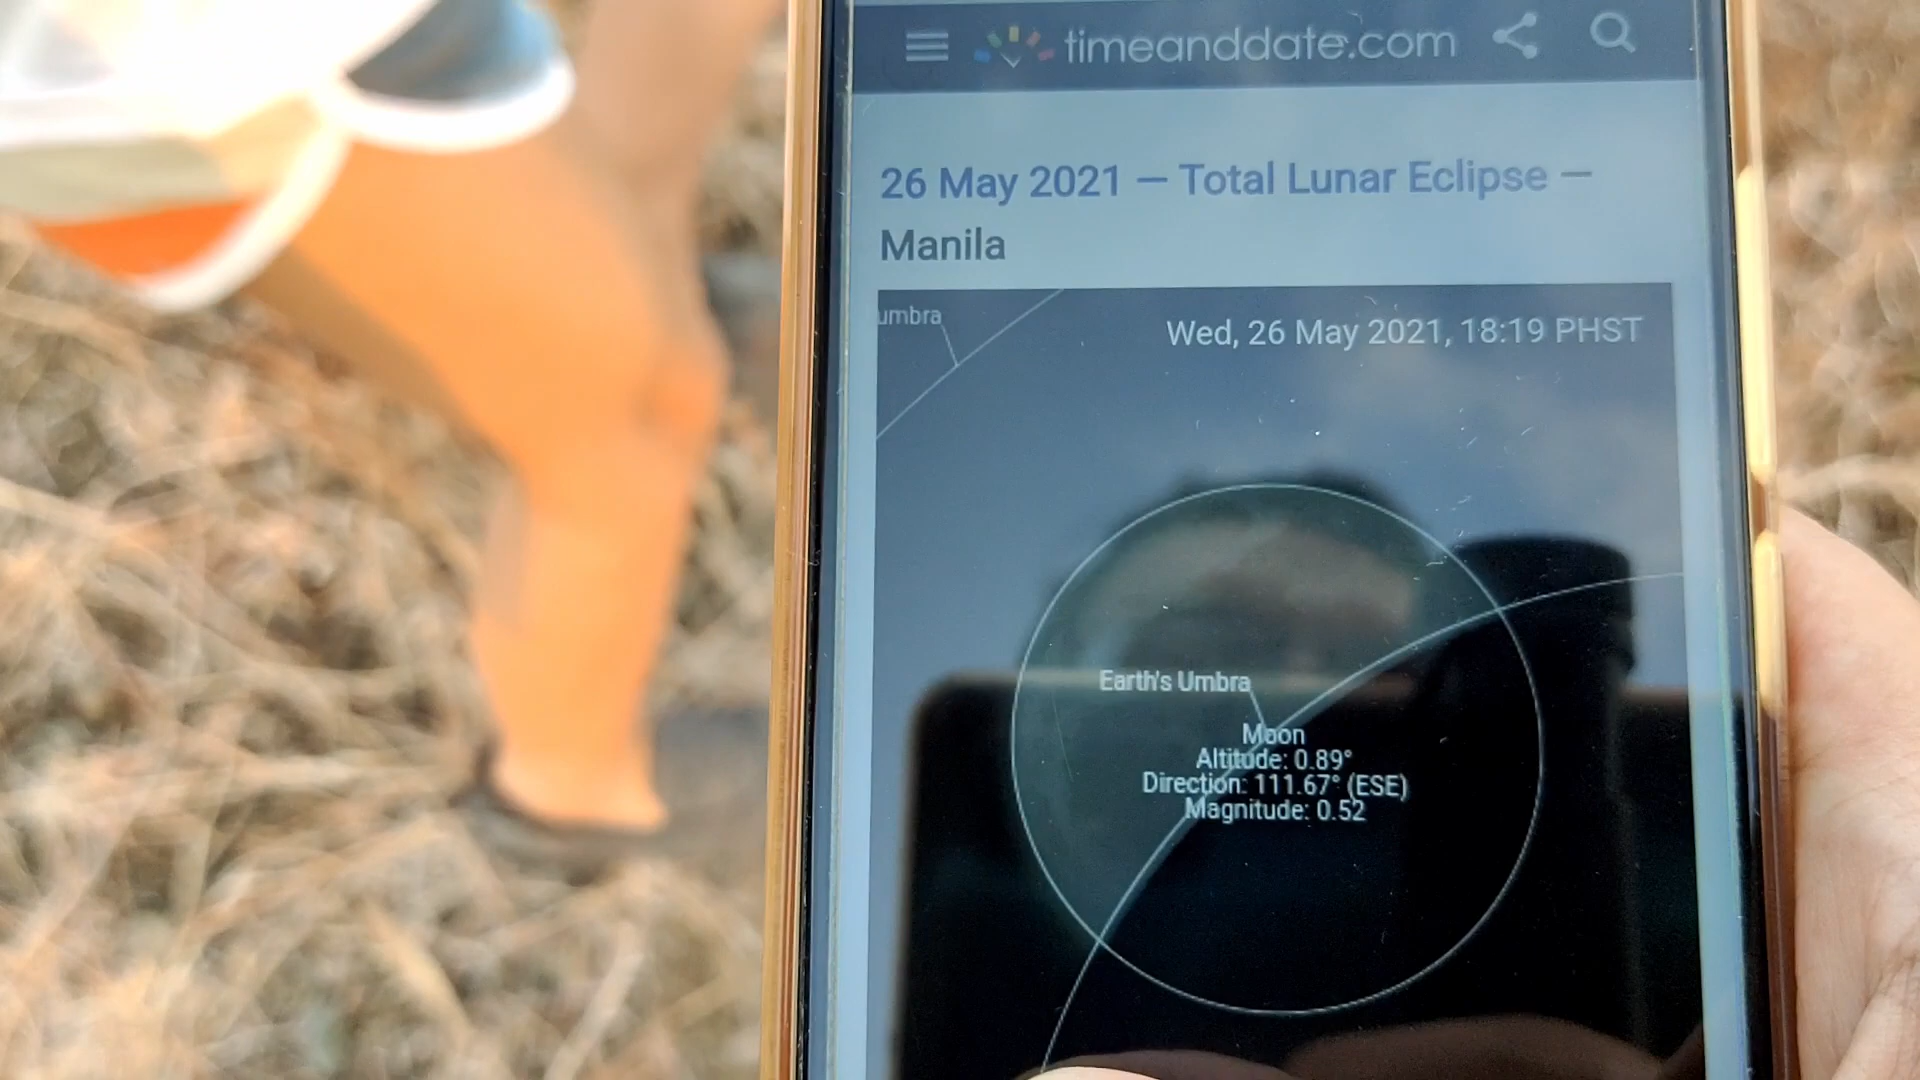 timeanddate.com
26 May 2021 — Total Lunar Eclipse —
Manila
umbra
Wed, 26 May 2021, 18:19 PHST
Earth's Umbra
Moon
Altitude: 0.89°
Direction: 111.67° (ESE)
Magnitude: 0.52